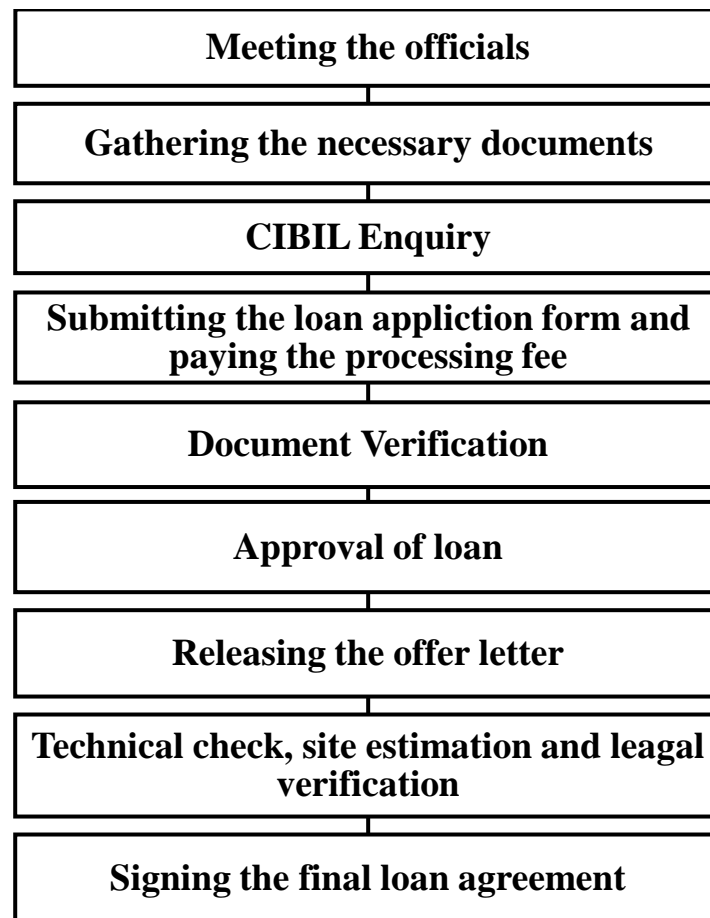 Meeting the officials
Gathering the necessary documents
CIBIL Enquiry
Submitting the loan appliction form and
paying the processing fee
Document Verification
Approval of loan
Releasing the offer letter
Technical check, site estimation and leagal
verification
Signing the final loan agreement